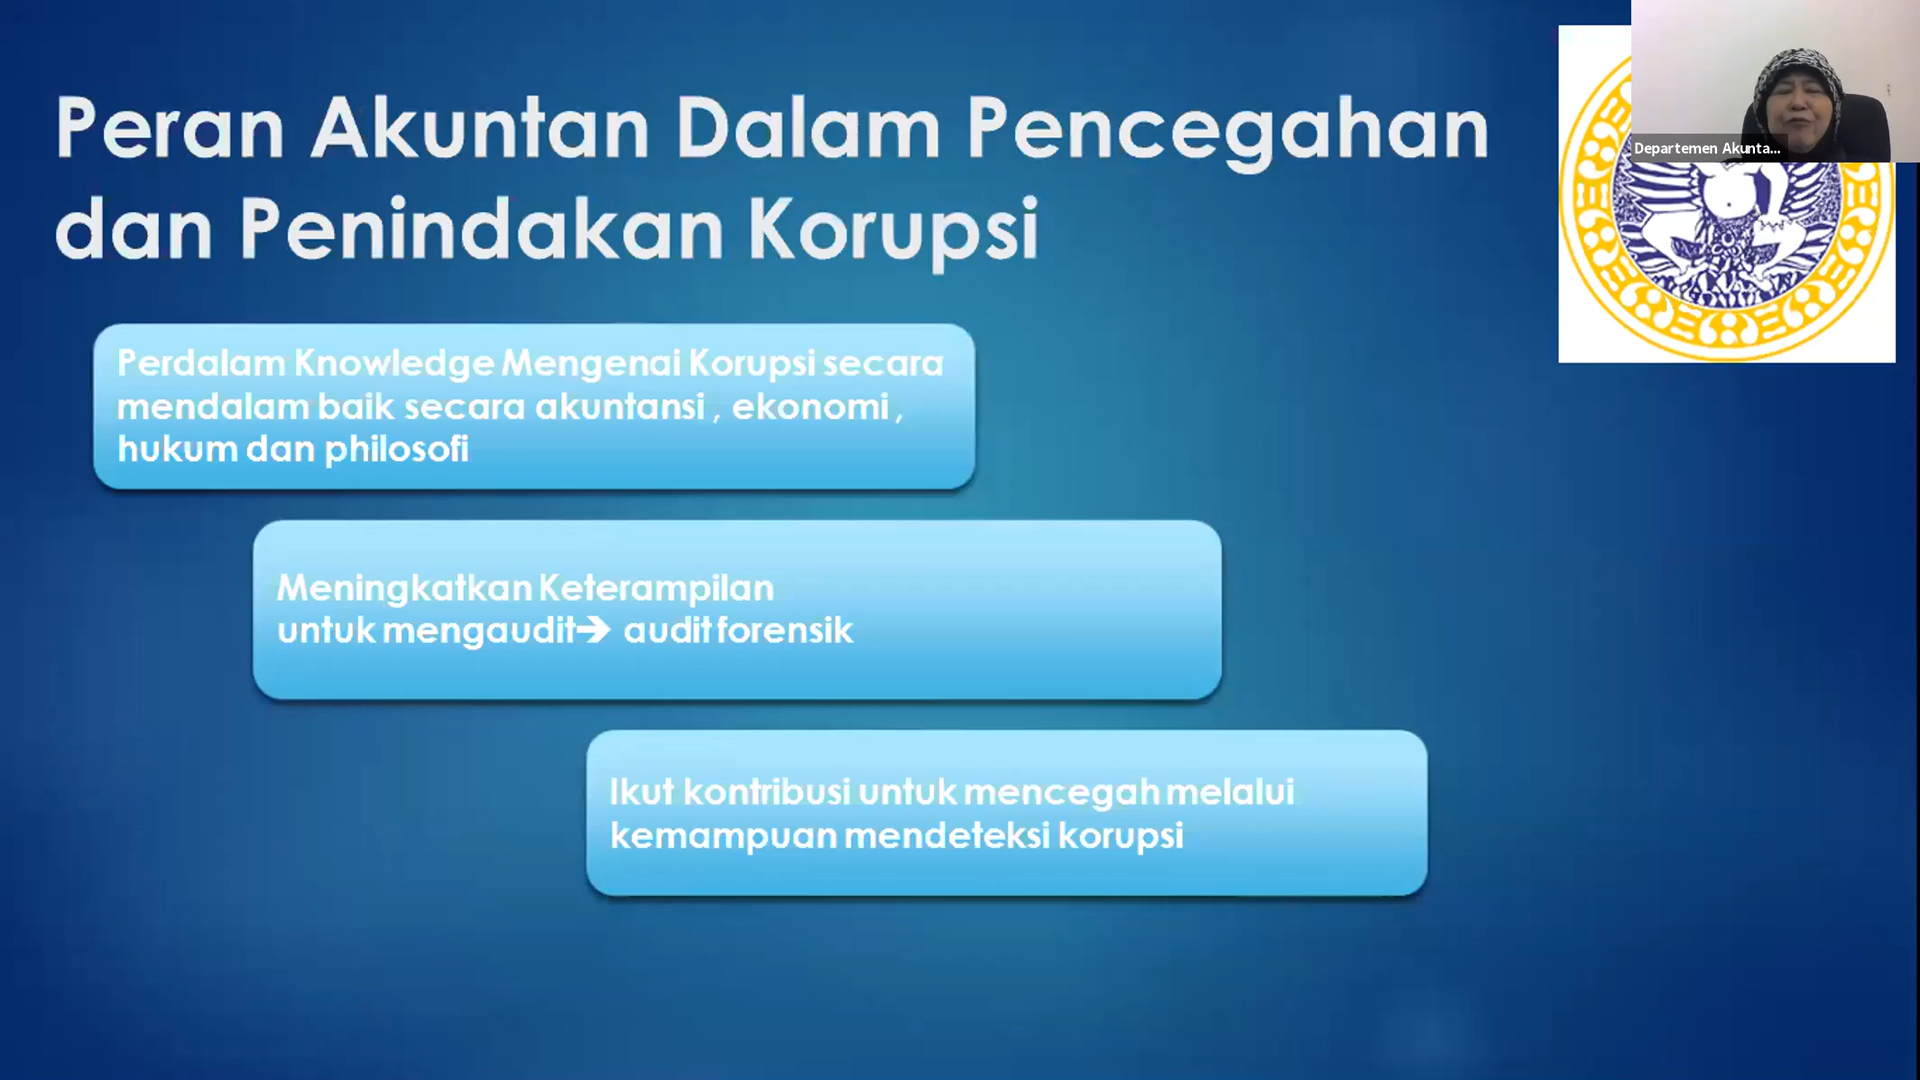 Peran Akuntan Dalam Pencegahan
dan Penindakan Korupsi
Departemen Akunta...
Perdalam Knowledge Mengenai Korupsi secara
mendalam baik secara akuntansi , ekonomi ,
hukum dan philosofi
Meningkatkan Keterampilan
untuk mengaudit➔ audit forensik
Ikut kontribusi untuk mencegah melalui
kemampuan mendeteksi korupsi